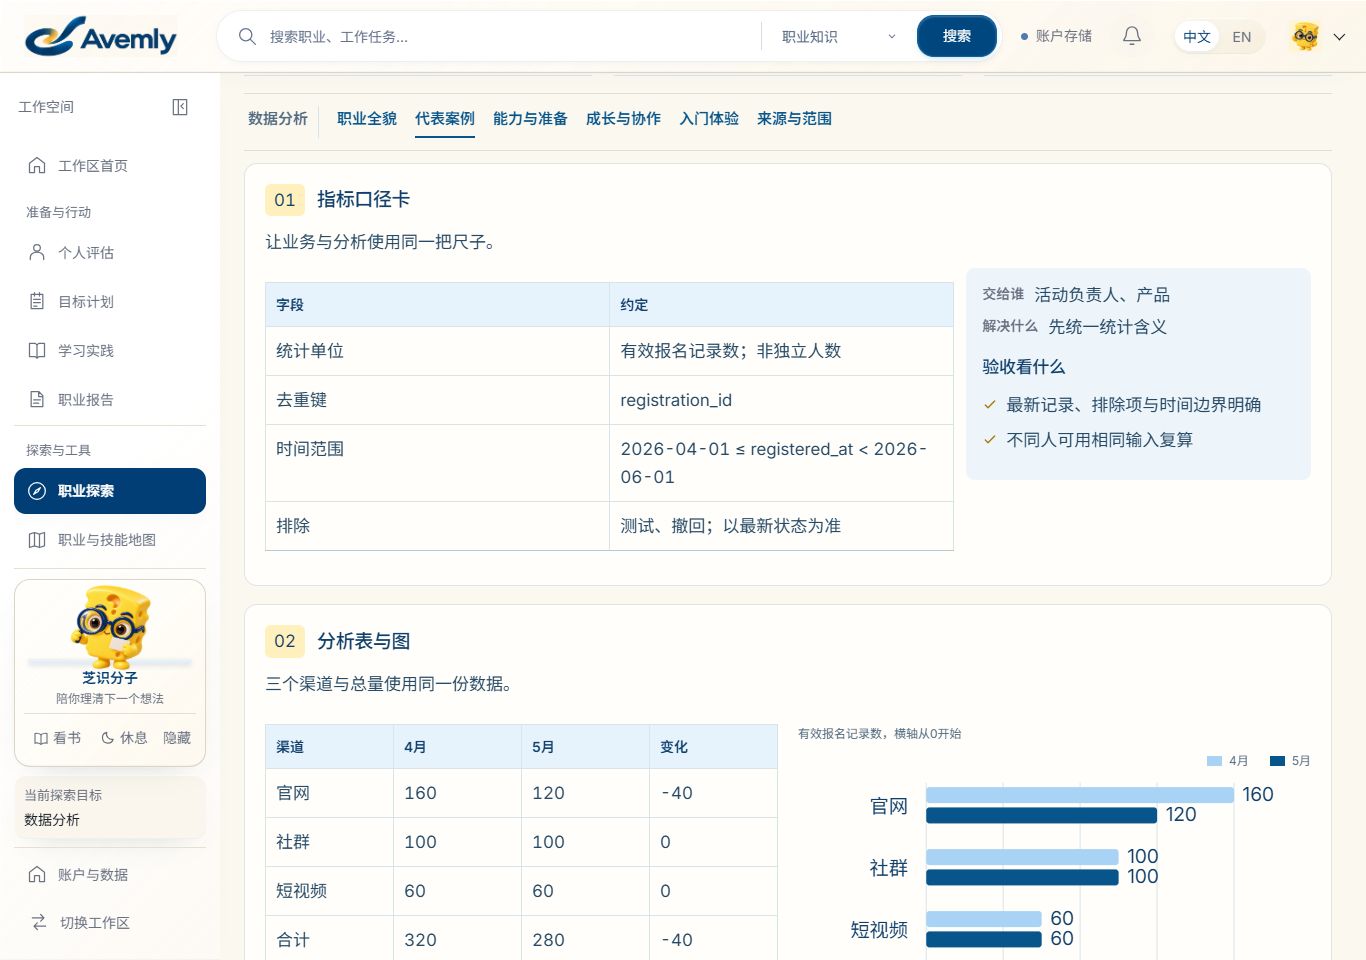 Avemly
搜索职业、工作任务...
职业知识
搜索
账户存储
中文
EN
工作空间
工作区首页
准备与行动
个人评估
目标计划
学习实践
职业报告
探索与工具
职业探索
职业与技能地图
芝识分子
陪你理清下一个想法
看书
休息
隐藏
当前探索目标
数据分析
账户与数据
切换工作区
数据分析
职业全貌
代表案例
能力与准备
成长与协作
入门体验
来源与范围
01 指标口径卡
让业务与分析使用同一把尺子。
字段 约定
统计单位 有效报名记录数；非独立人数
去重键 registration_id
时间范围 2026-04-01 ≤ registered_at < 2026-
06-01
排除 测试、撤回；以最新状态为准
交给谁 活动负责人、产品
解决什么 先统一统计含义
验收看什么
最新记录、排除项与时间边界明确
不同人可用相同输入复算
02 分析表与图
三个渠道与总量使用同一份数据。
渠道 4月 5月 变化
官网 160 120 -40
社群 100 100 0
短视频 60 60 0
合计 320 280 -40
有效报名记录数，横轴从0开始
4月 5月
官网 160
120
社群 100
100
短视频 60
60